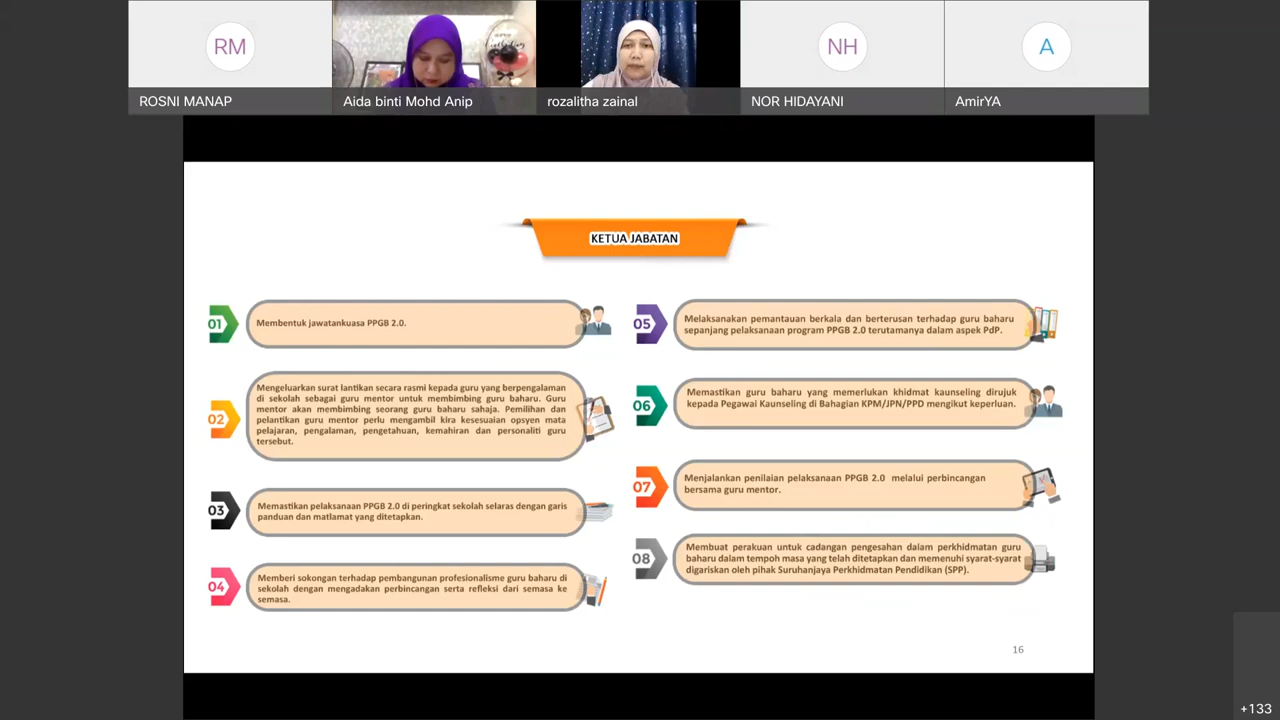 RM
NH
A
ROSNI MANAP
Aida binti Mohd Anip
rozalitha zainal
NOR HIDAYANI
AmirYA
KETUA JABATAN
01
Membentuk jawatankuasa PPGB 2.0.
02
Mengeluarkan surat lantikan secara rasmi kepada guru yang berpengalaman
di sekolah sebagai guru mentor untuk membimbing guru baharu. Guru
mentor akan membimbing seorang guru baharu sahaja. Pemilihan dan
pelantikan guru mentor perlu mengambil kira kesesuaian opsyen mata
pelajaran, pengalaman, pengetahuan, kemahiran dan personaliti guru
tersebut.
03
Memastikan pelaksanaan PPGB 2.0 di peringkat sekolah selaras dengan garis
panduan dan matlamat yang ditetapkan.
04
Memberi sokongan terhadap pembangunan profesionalisme guru baharu di
sekolah dengan mengadakan perbincangan serta refleksi dari semasa ke
semasa.
05
Melaksanakan pemantauan berkala dan berterusan terhadap guru baharu
sepanjang pelaksanaan program PPGB 2.0 terutamanya dalam aspek PdP.
06
Memastikan guru baharu yang memerlukan khidmat kaunseling dirujuk
kepada Pegawai Kaunseling di Bahagian KPM/JPN/PPD mengikut keperluan.
07
Menjalankan penilaian pelaksanaan PPGB 2.0 melalui perbincangan
bersama guru mentor.
08
Membuat perakuan untuk cadangan pengesahan dalam perkhidmatan guru
baharu dalam tempoh masa yang telah ditetapkan dan memenuhi syarat-syarat
digariskan oleh pihak Suruhanjaya Perkhidmatan Pendidikan (SPP).
16
+133